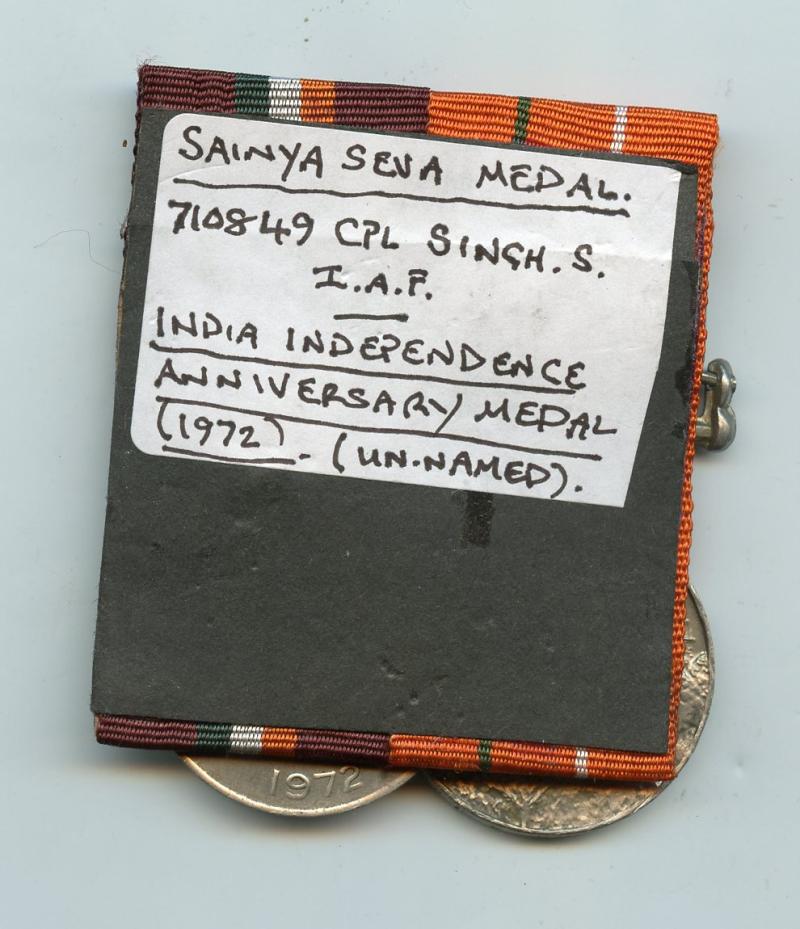 SAINYA SEVA MEDAL.
710849 CPL SINGH. S.
I.A.F.
INDIA INDEPENDENCE
ANNIVERSARY MEDAL
(1972). (UN.NAMED).
1972